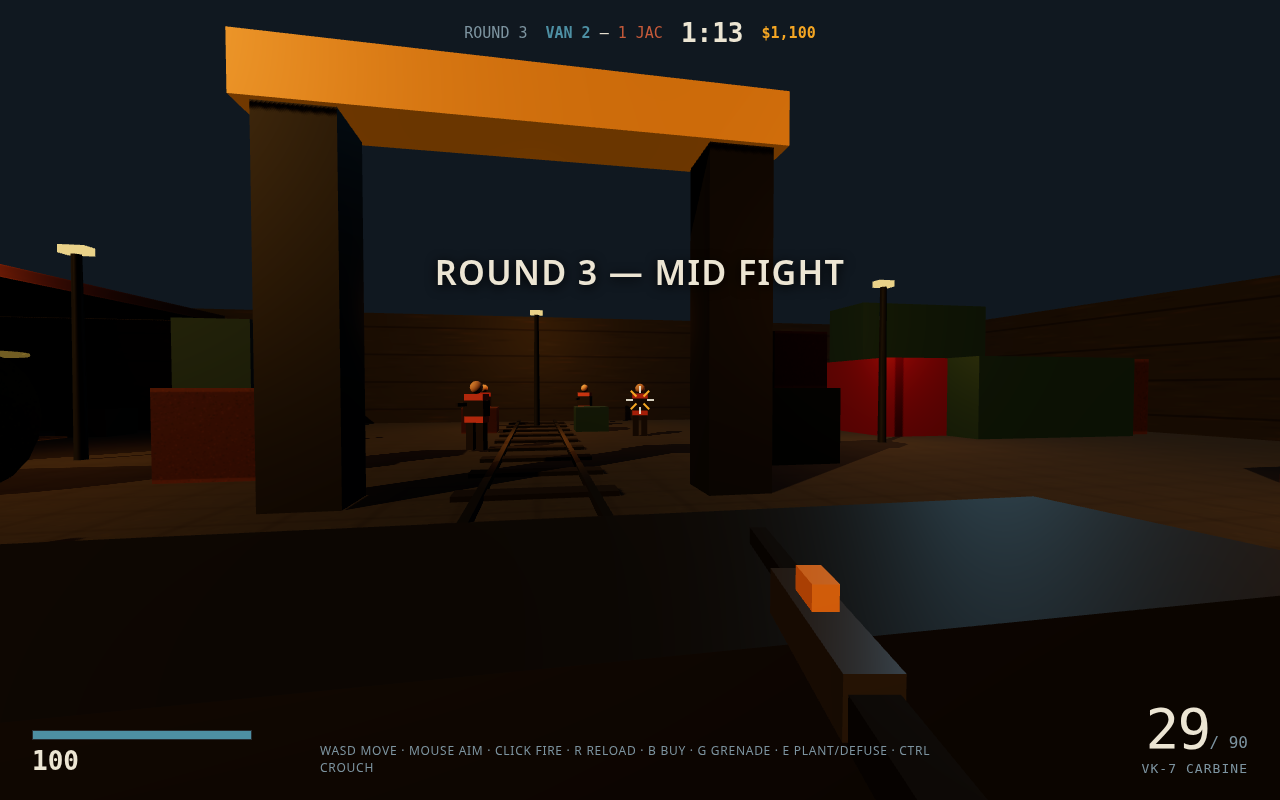 ROUND 3 VAN 2 — 1 JAC 1:13 $1,100
ROUND 3 — MID FIGHT
100
WASD MOVE · MOUSE AIM · CLICK FIRE · R RELOAD · B BUY · G GRENADE · E PLANT/DEFUSE · CTRL
CROUCH
29 / 90
VK-7 CARBINE